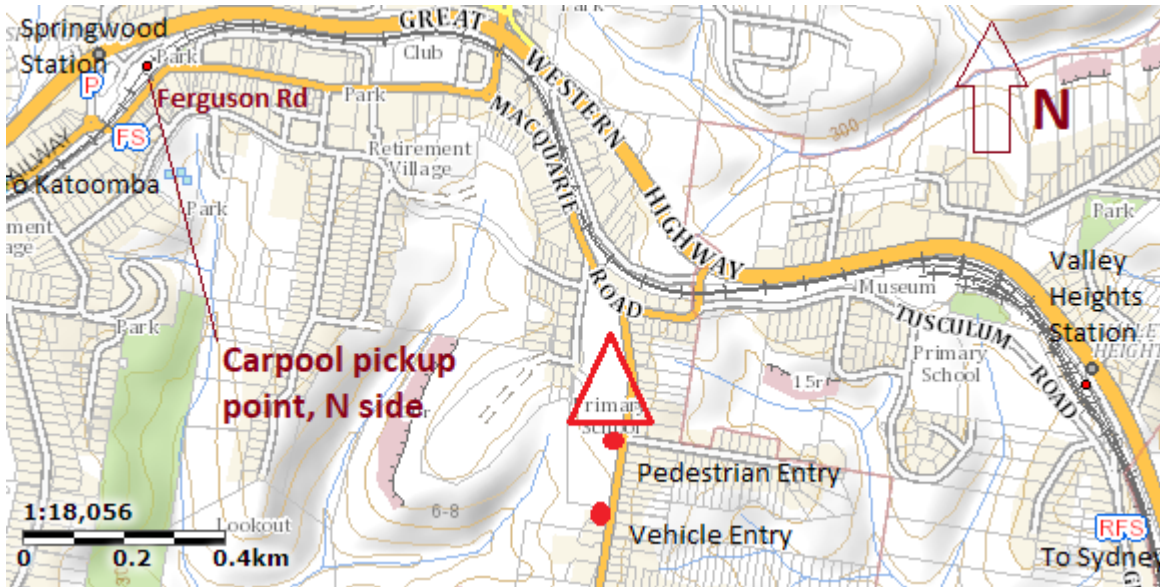 Springwood
Station
GREAT
WESTERN
HIGHWAY
Park
Club
P
Ferguson Rd
Park
N
300
FS
MACQUARIE
ROAD
Retirement
Village
To Katoomba
Park
Park
Valley
Heights
Station
Museum
TUSCULUM
ROAD
Primary
School
Park
Carpool pickup
point, N side
15r
Pedestrian Entry
6-8
1:18,056
Lookout
0 0.2 0.4km
Vehicle Entry
RFS
To Sydney